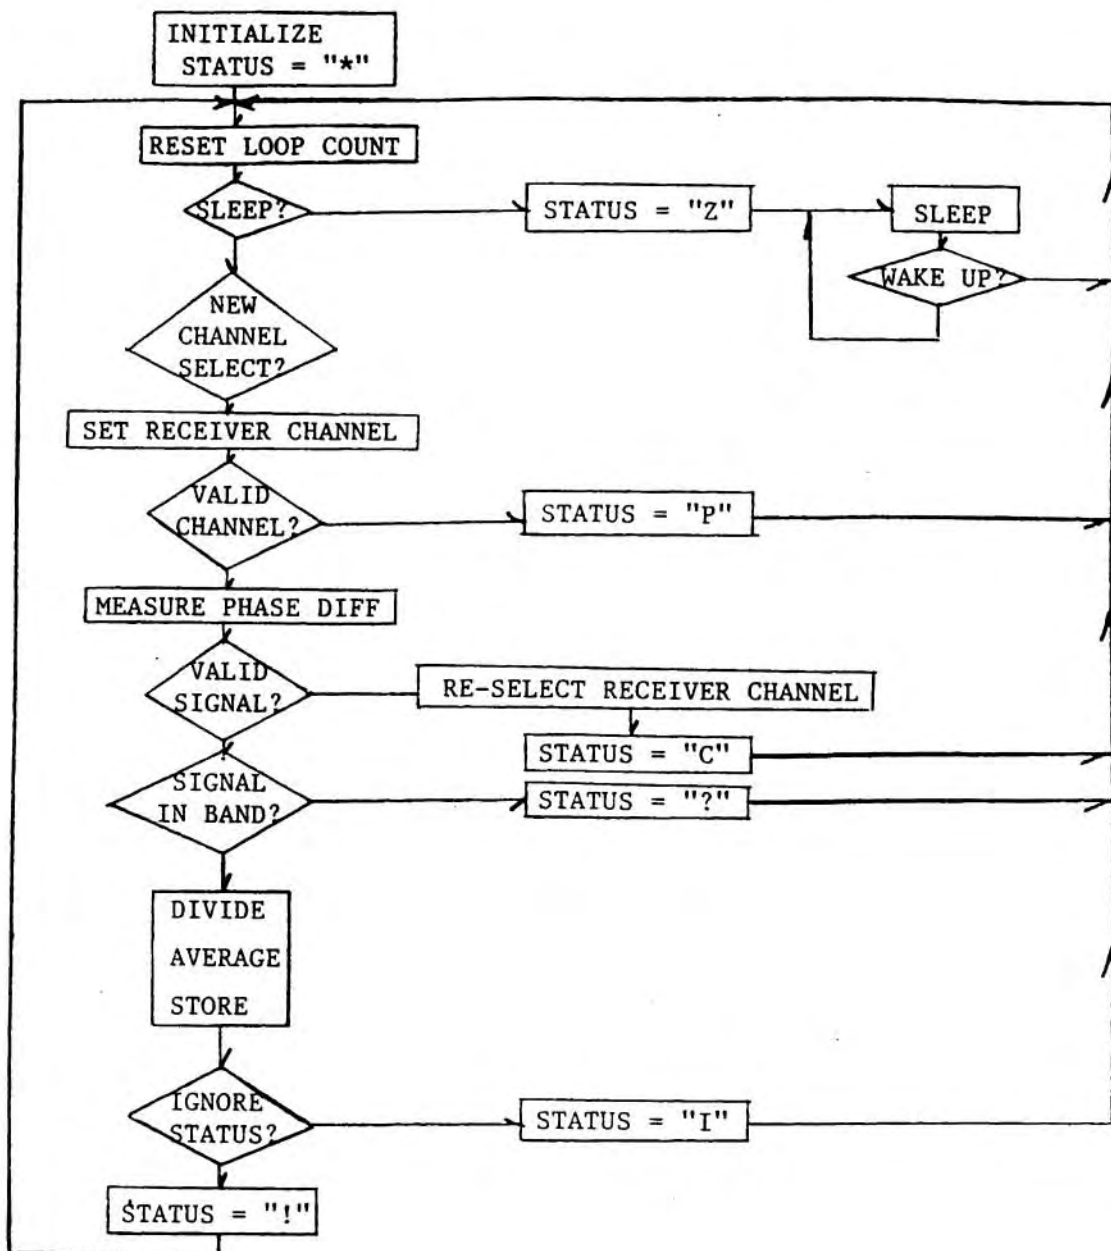 INITIALIZE
STATUS = "*"
RESET LOOP COUNT
SLEEP?
STATUS = "Z"
SLEEP
WAKE UP?
NEW
CHANNEL
SELECT?
SET RECEIVER CHANNEL
VALID
CHANNEL?
STATUS = "P"
MEASURE PHASE DIFF
VALID
SIGNAL?
RE-SELECT RECEIVER CHANNEL
STATUS = "C"
SIGNAL
IN BAND?
STATUS = "?"
DIVIDE
AVERAGE
STORE
IGNORE
STATUS?
STATUS = "I"
STATUS = "!"